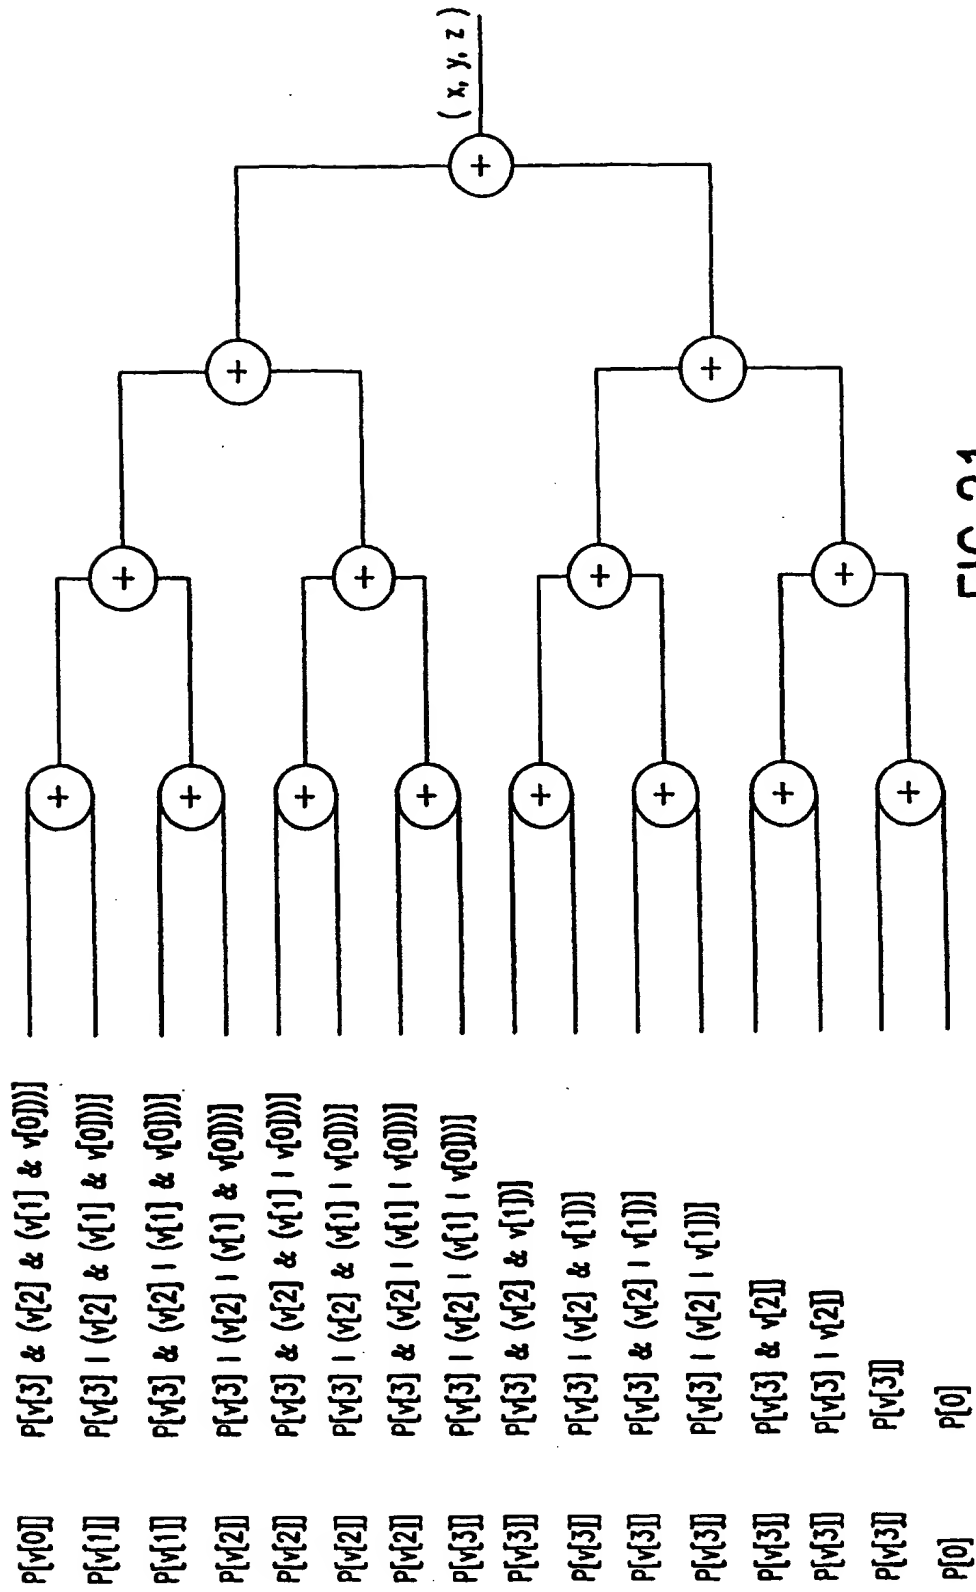 P[v[0]] P[v[3] & (v[2] & (v[1] & v[0]))]
P[v[1]] P[v[3] | (v[2] & (v[1] & v[0]))]
P[v[1]] P[v[3] & (v[2] | (v[1] & v[0]))]
P[v[2]] P[v[3] | (v[2] | (v[1] & v[0]))]
P[v[2]] P[v[3] & (v[2] & (v[1] | v[0]))]
P[v[2]] P[v[3] | (v[2] & (v[1] | v[0]))]
P[v[2]] P[v[3] & (v[2] | (v[1] | v[0]))]
P[v[3]] P[v[3] | (v[2] | (v[1] | v[0]))]
P[v[3]] P[v[3] & (v[2] & v[1])]
P[v[3]] P[v[3] | (v[2] & v[1])]
P[v[3]] P[v[3] & (v[2] | v[1])]
P[v[3]] P[v[3] | (v[2] | v[1])]
P[v[3]] P[v[3] & v[2]]
P[v[3]] P[v[3] | v[2]]
P[v[3]] P[v[3]]
P[0] P[0]
+ + + + + + + +
+ + + +
+ +
+
( x, y, z )
FIG